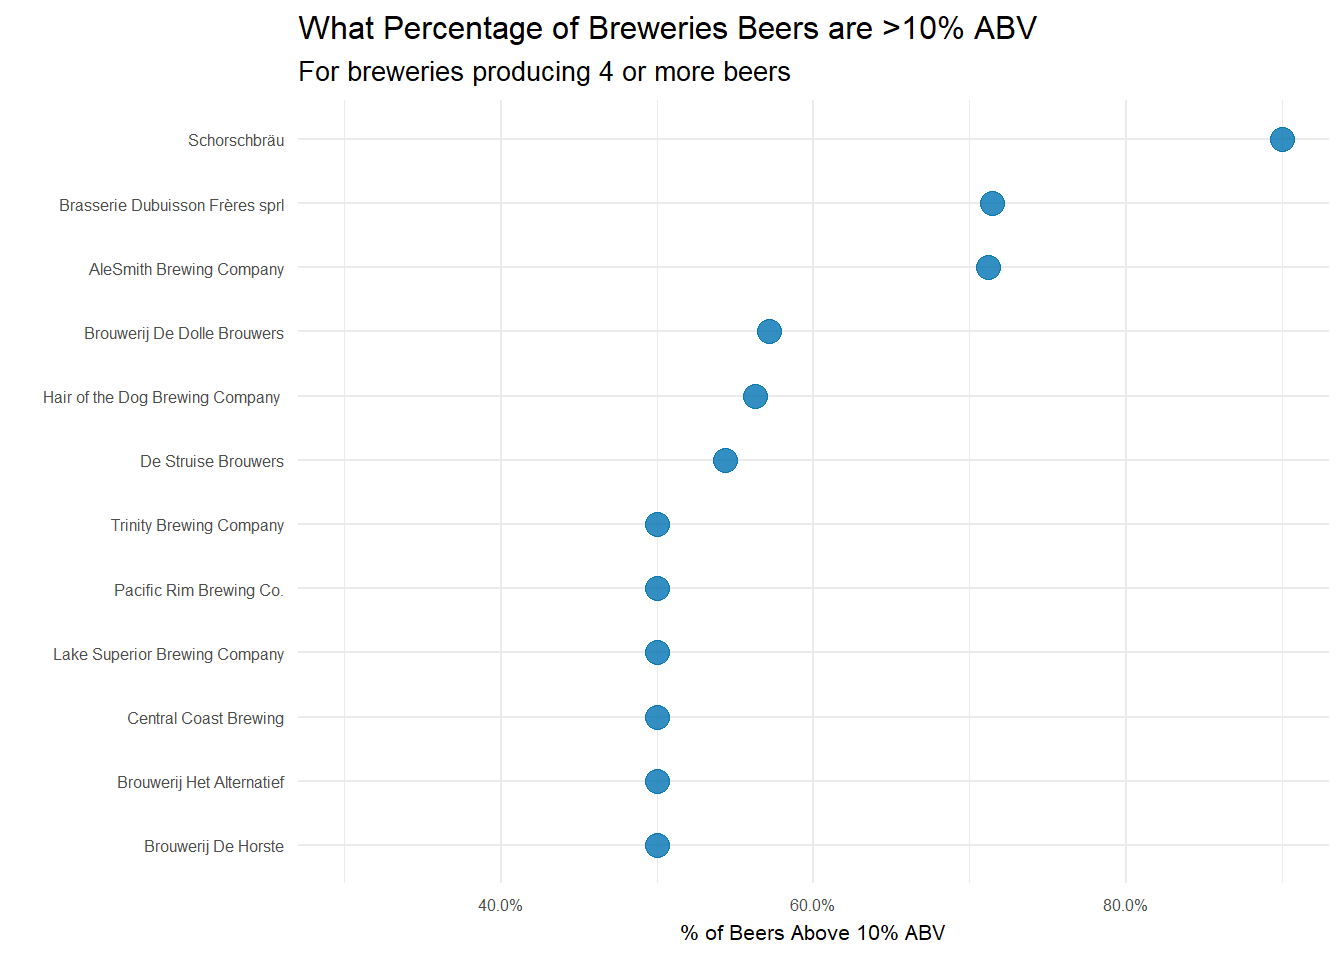 What Percentage of Breweries Beers are >10% ABV
For breweries producing 4 or more beers
Schorschbräu
Brasserie Dubuisson Frères sprl
AleSmith Brewing Company
Brouwerij De Dolle Brouwers
Hair of the Dog Brewing Company
De Struise Brouwers
Trinity Brewing Company
Pacific Rim Brewing Co.
Lake Superior Brewing Company
Central Coast Brewing
Brouwerij Het Alternatief
Brouwerij De Horste
40.0% 60.0% 80.0%
% of Beers Above 10% ABV